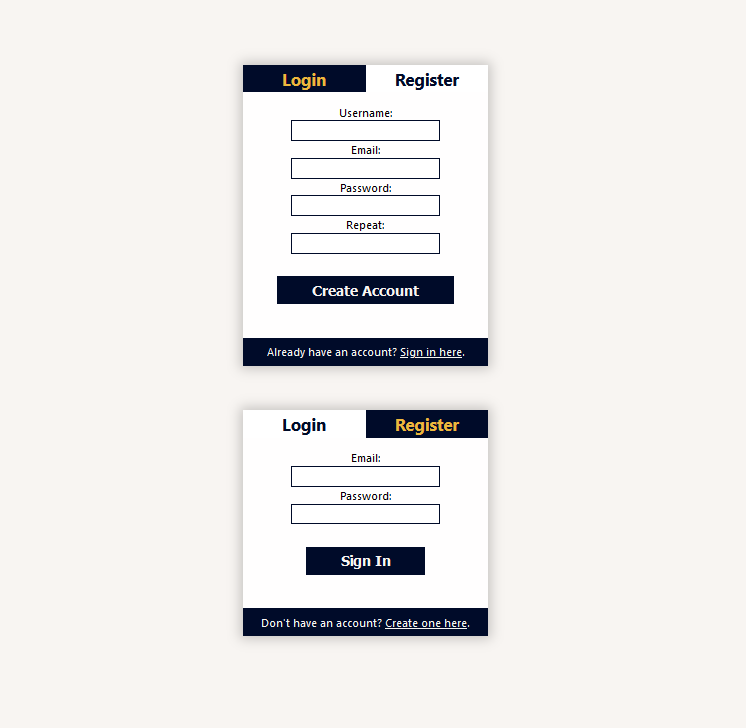 Login Register
Username:
Email:
Password:
Repeat:
Create Account
Already have an account? Sign in here.
Login Register
Email:
Password:
Sign In
Don't have an account? Create one here.